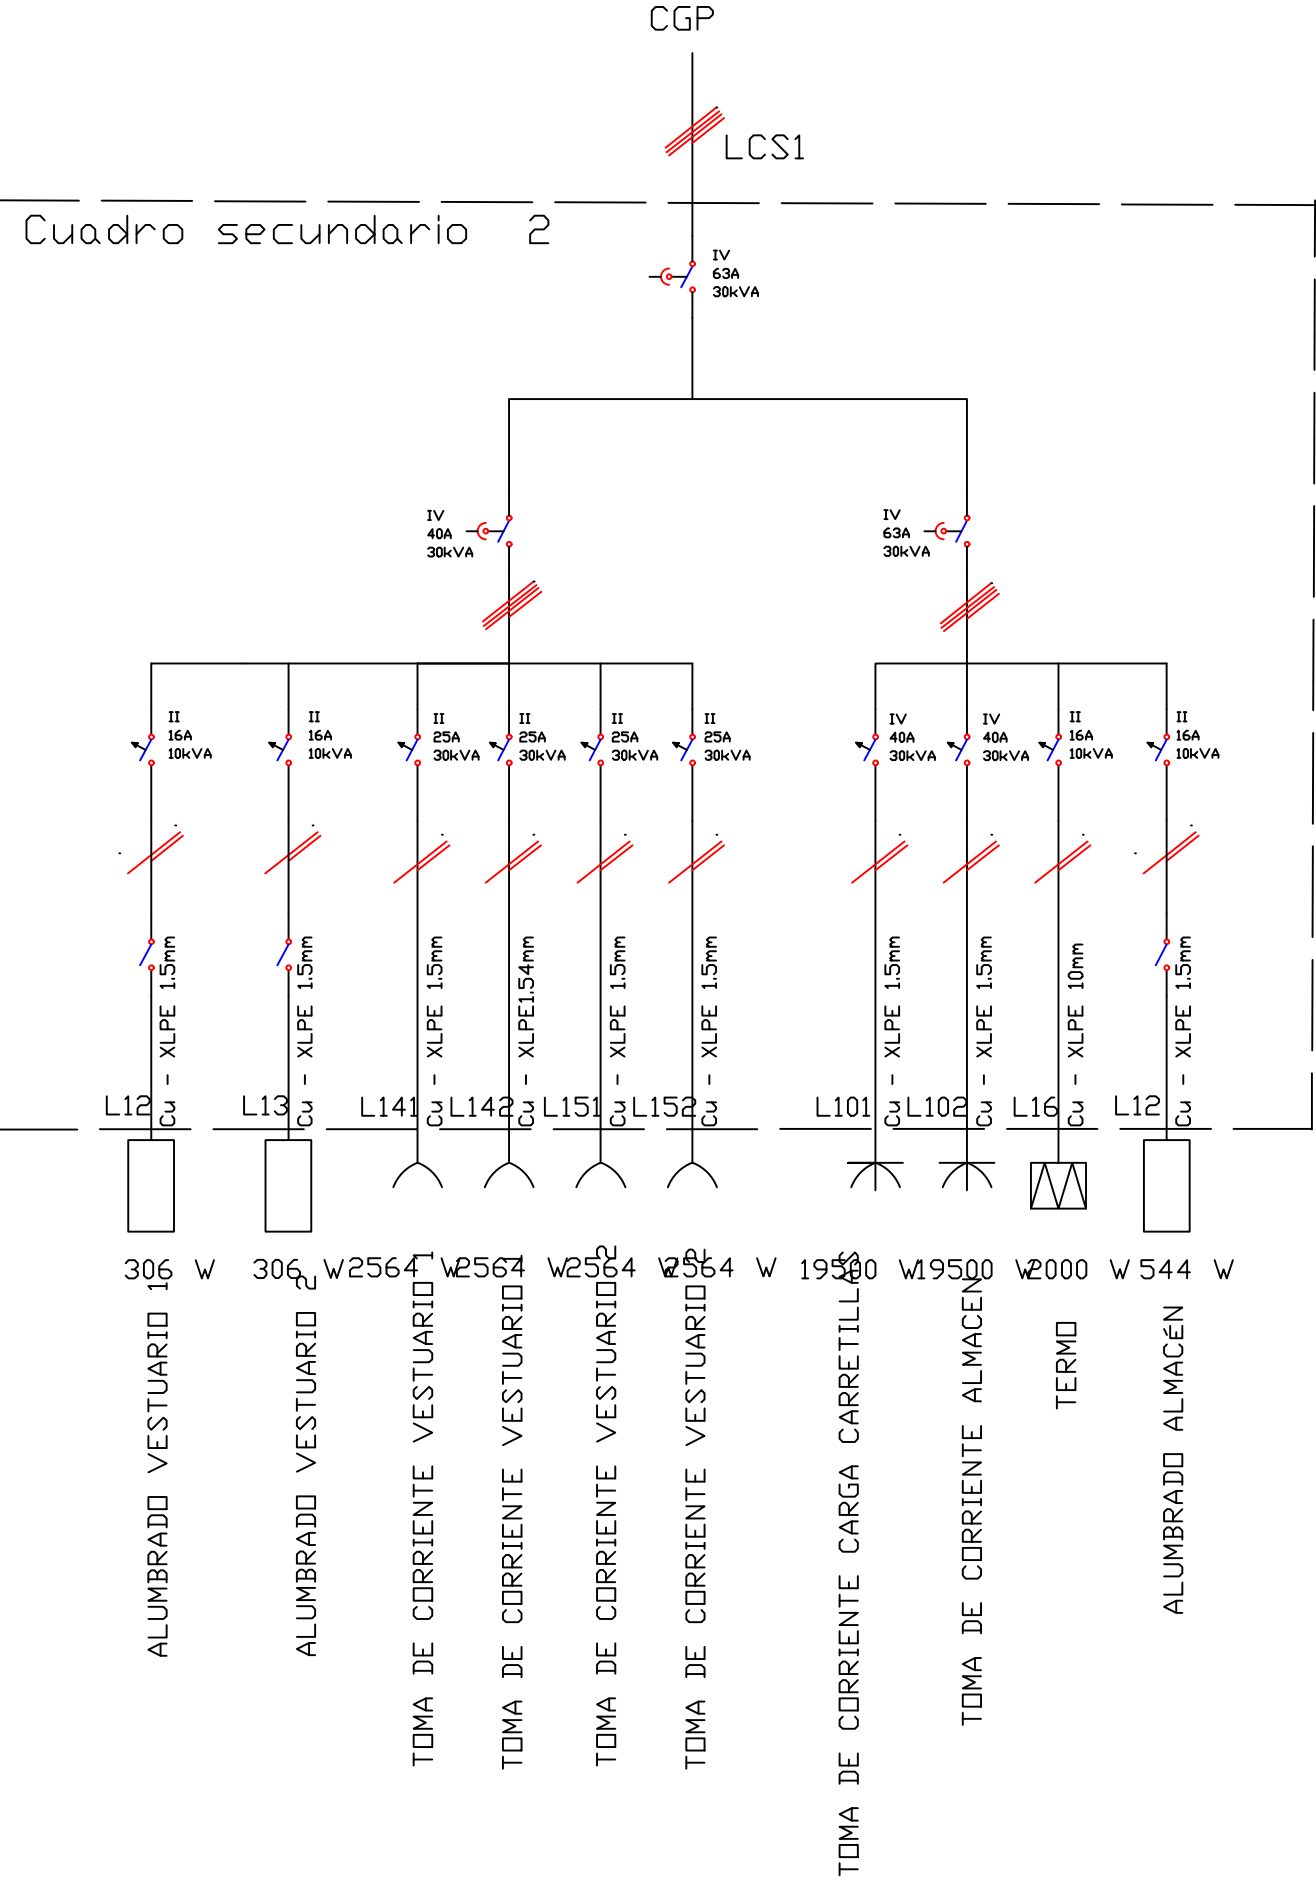 CGP
LCS1
Cuadro secundario 2
IV
63A
30kVA
IV
40A
30kVA
IV
63A
30kVA
II
16A
10kVA
II
16A
10kVA
II
25A
30kVA
II
25A
30kVA
II
25A
30kVA
II
25A
30kVA
IV
40A
30kVA
IV
40A
30kVA
II
16A
10kVA
II
16A
10kVA
Cu - XLPE 1.5mm
Cu - XLPE 1.5mm
Cu - XLPE 1.5mm
Cu - XLPE1.54mm
Cu - XLPE 1.5mm
Cu - XLPE 1.5mm
Cu - XLPE 1.5mm
Cu - XLPE 1.5mm
Cu - XLPE 10mm
Cu - XLPE 1.5mm
L12
L13
L141
L142
L151
L152
L101
L102
L16
L12
306 W
306 W
2564 W
2564 W
2564 W
2564 W
19500 W
19500 W
2000 W
544 W
ALUMBRADO VESTUARIO 1
ALUMBRADO VESTUARIO 2
TOMA DE CORRIENTE VESTUARIO 1
TOMA DE CORRIENTE VESTUARIO 1
TOMA DE CORRIENTE VESTUARIO 2
TOMA DE CORRIENTE VESTUARIO 2
TOMA DE CORRIENTE CARGA CARRETILLAS
TOMA DE CORRIENTE ALMACEN
TERMO
ALUMBRADO ALMACÉN